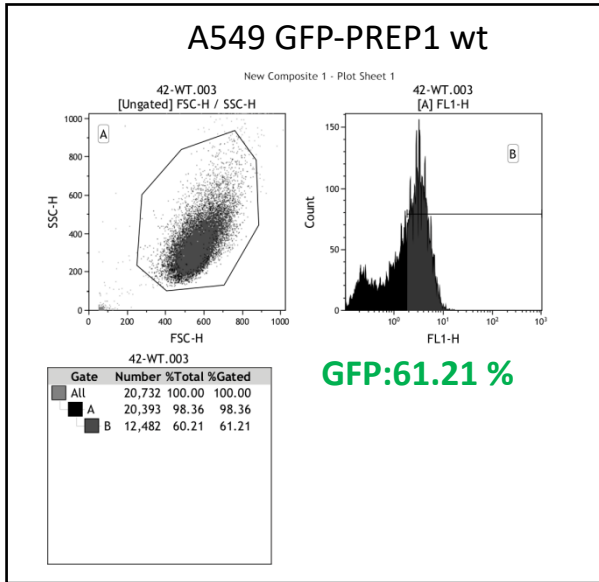 A549 GFP-PREP1 wt
New Composite 1 - Plot Sheet 1
42-WT.003
[Ungated] FSC-H / SSC-H
A
1000
800
600
400
200
0
SSC-H
0 200 400 600 800 1000
FSC-H
42-WT.003
[A] FL1-H
B
150
100
50
0
Count
10⁰ 10¹ 10² 10³
FL1-H
42-WT.003
Gate Number %Total %Gated
All 20,732 100.00 100.00
A 20,393 98.36 98.36
B 12,482 60.21 61.21
GFP:61.21 %